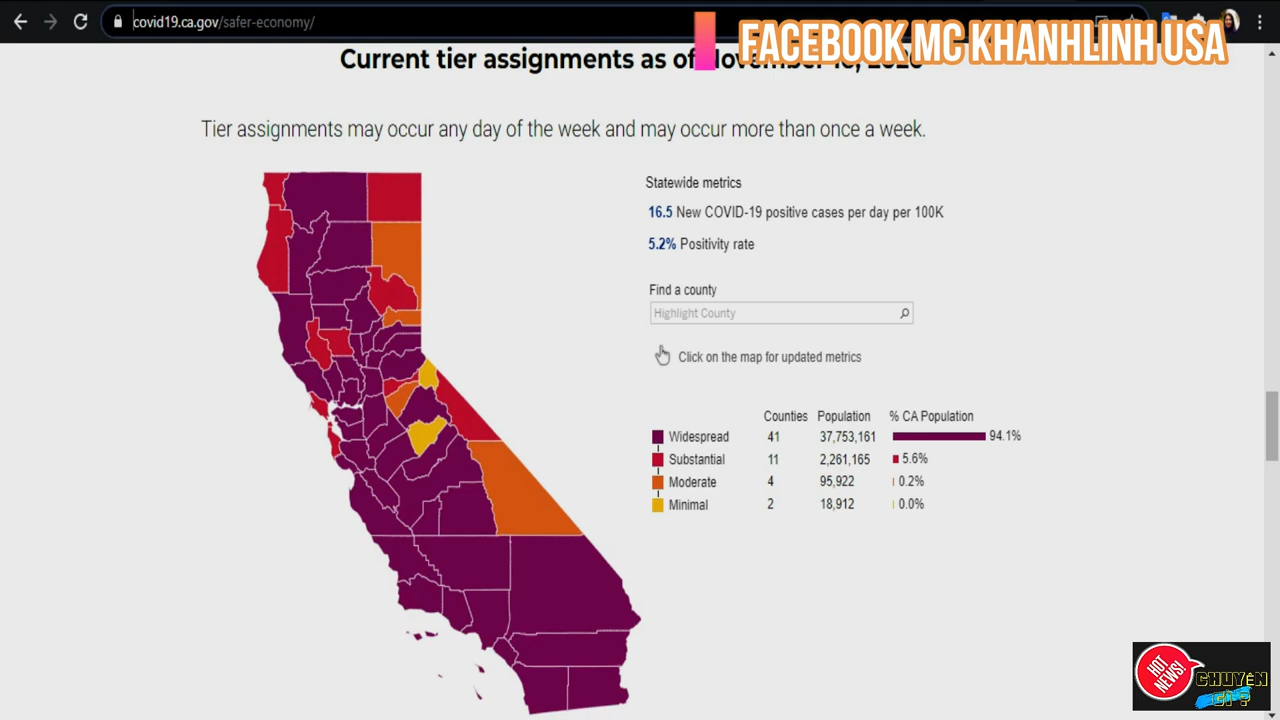 covid19.ca.gov/safer-economy/
FACEBOOK MC KHANHLINH USA
Current tier assignments as of November
Tier assignments may occur any day of the week and may occur more than once a week.
Statewide metrics
16.5 New COVID-19 positive cases per day per 100K
5.2% Positivity rate
Find a county
Highlight County
Click on the map for updated metrics
Counties Population % CA Population
Widespread 41 37,753,161 94.1%
Substantial 11 2,261,165 5.6%
Moderate 4 95,922 0.2%
Minimal 2 18,912 0.0%
HOT
NEWS!
CHUYỆN
GÌ?